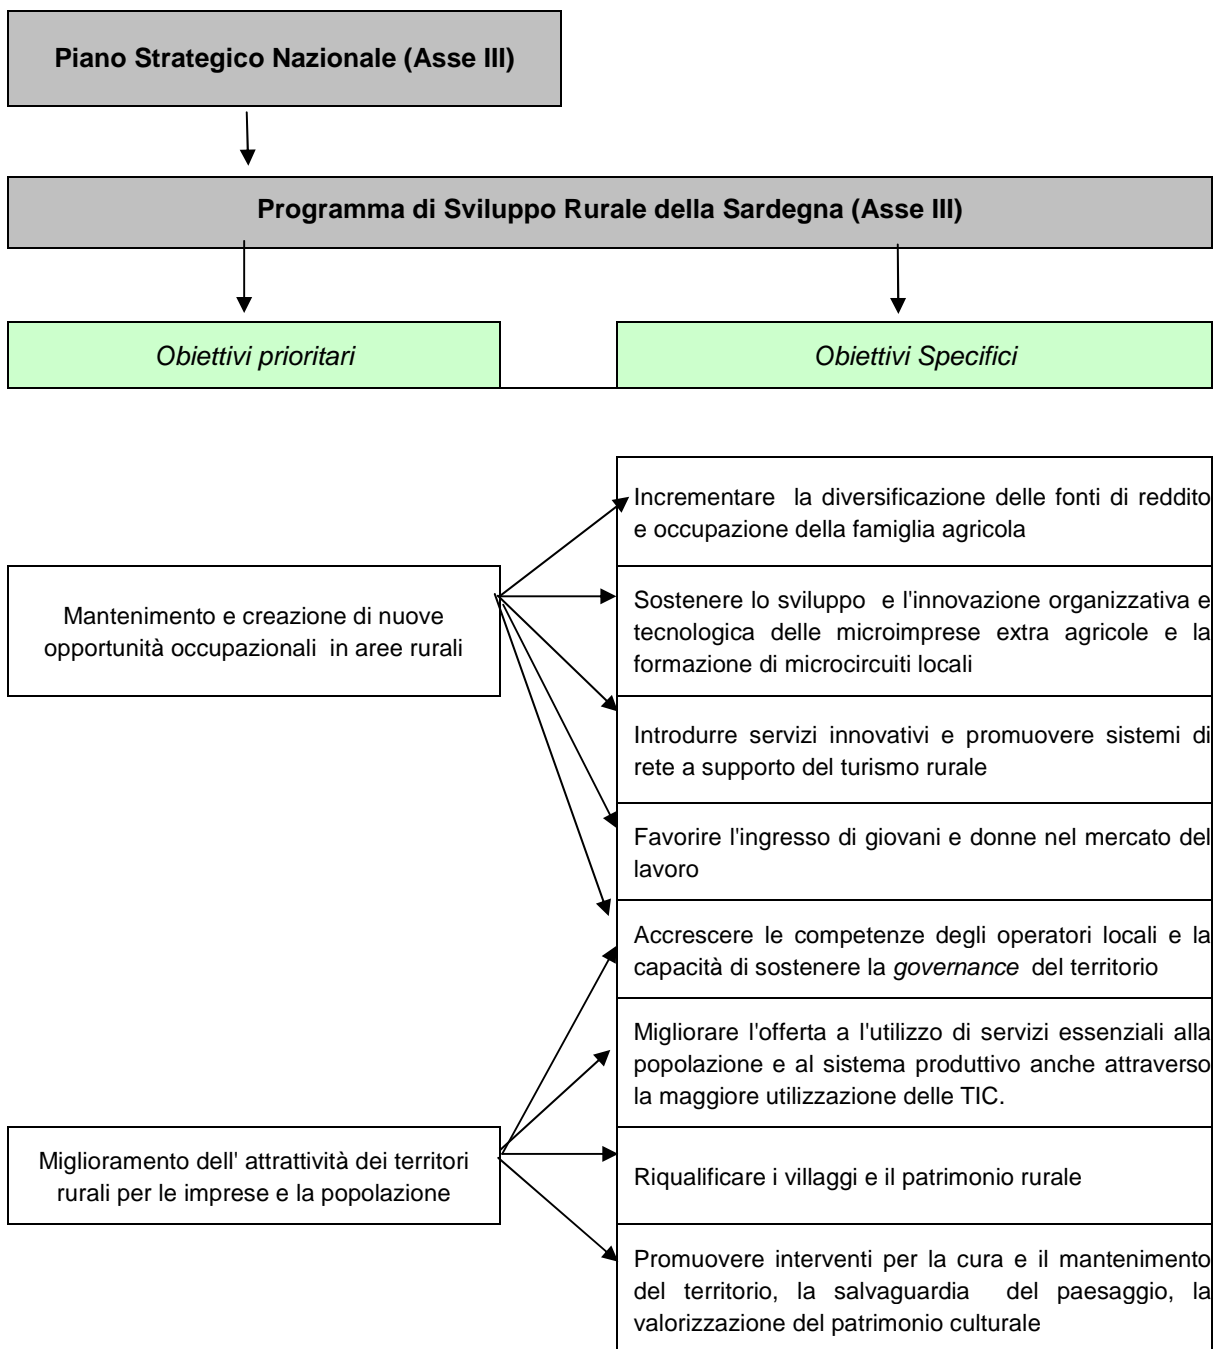 Piano Strategico Nazionale (Asse III)
Programma di Sviluppo Rurale della Sardegna (Asse III)
Obiettivi prioritari
Obiettivi Specifici
Mantenimento e creazione di nuove
opportunità occupazionali in aree rurali
Incrementare la diversificazione delle fonti di reddito
e occupazione della famiglia agricola
Sostenere lo sviluppo e l'innovazione organizzativa e
tecnologica delle microimprese extra agricole e la
formazione di microcircuiti locali
Introdurre servizi innovativi e promuovere sistemi di
rete a supporto del turismo rurale
Favorire l'ingresso di giovani e donne nel mercato del
lavoro
Accrescere le competenze degli operatori locali e la
capacità di sostenere la governance del territorio
Miglioramento dell' attrattività dei territori
rurali per le imprese e la popolazione
Migliorare l'offerta a l'utilizzo di servizi essenziali alla
popolazione e al sistema produttivo anche attraverso
la maggiore utilizzazione delle TIC.
Riqualificare i villaggi e il patrimonio rurale
Promuovere interventi per la cura e il mantenimento
del territorio, la salvaguardia del paesaggio, la
valorizzazione del patrimonio culturale